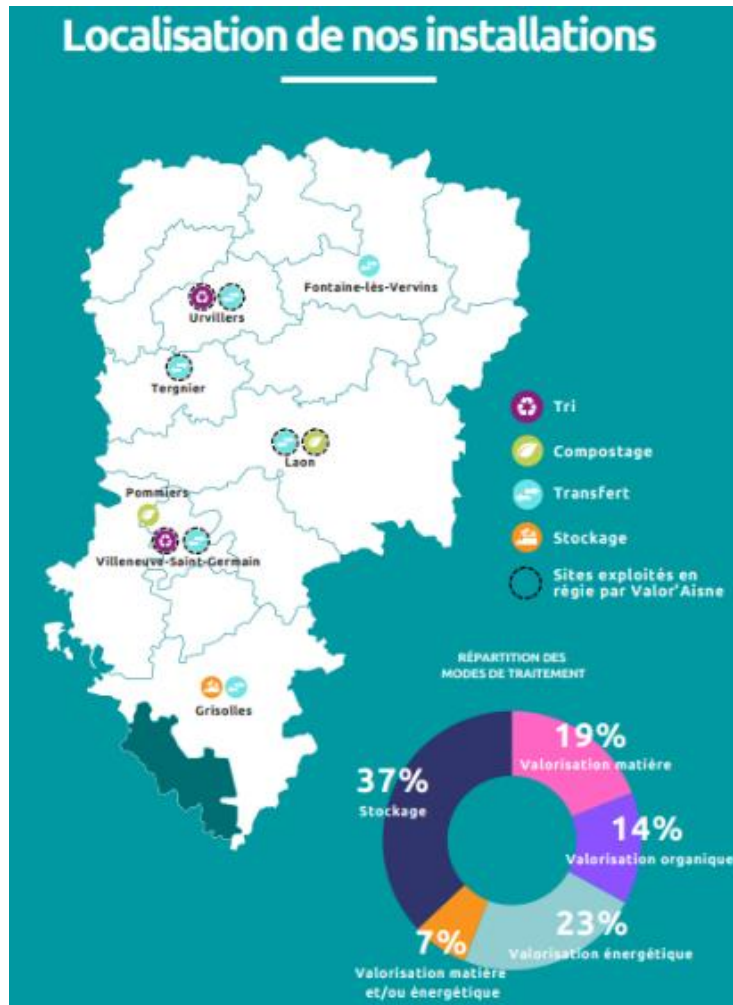 Localisation de nos installations
Fontaine-lès-Vervins
Urvillers
Tergnier
Laon
Pommiers
Villeneuve-Saint-Germain
Grisolles
Tri
Compostage
Transfert
Stockage
Sites exploités en
régie par Valor'Aisne
RÉPARTITION DES
MODES DE TRAITEMENT
19%
Valorisation matière
37%
Stockage
14%
Valorisation organique
23%
Valorisation énergétique
7%
Valorisation matière
et/ou énergétique